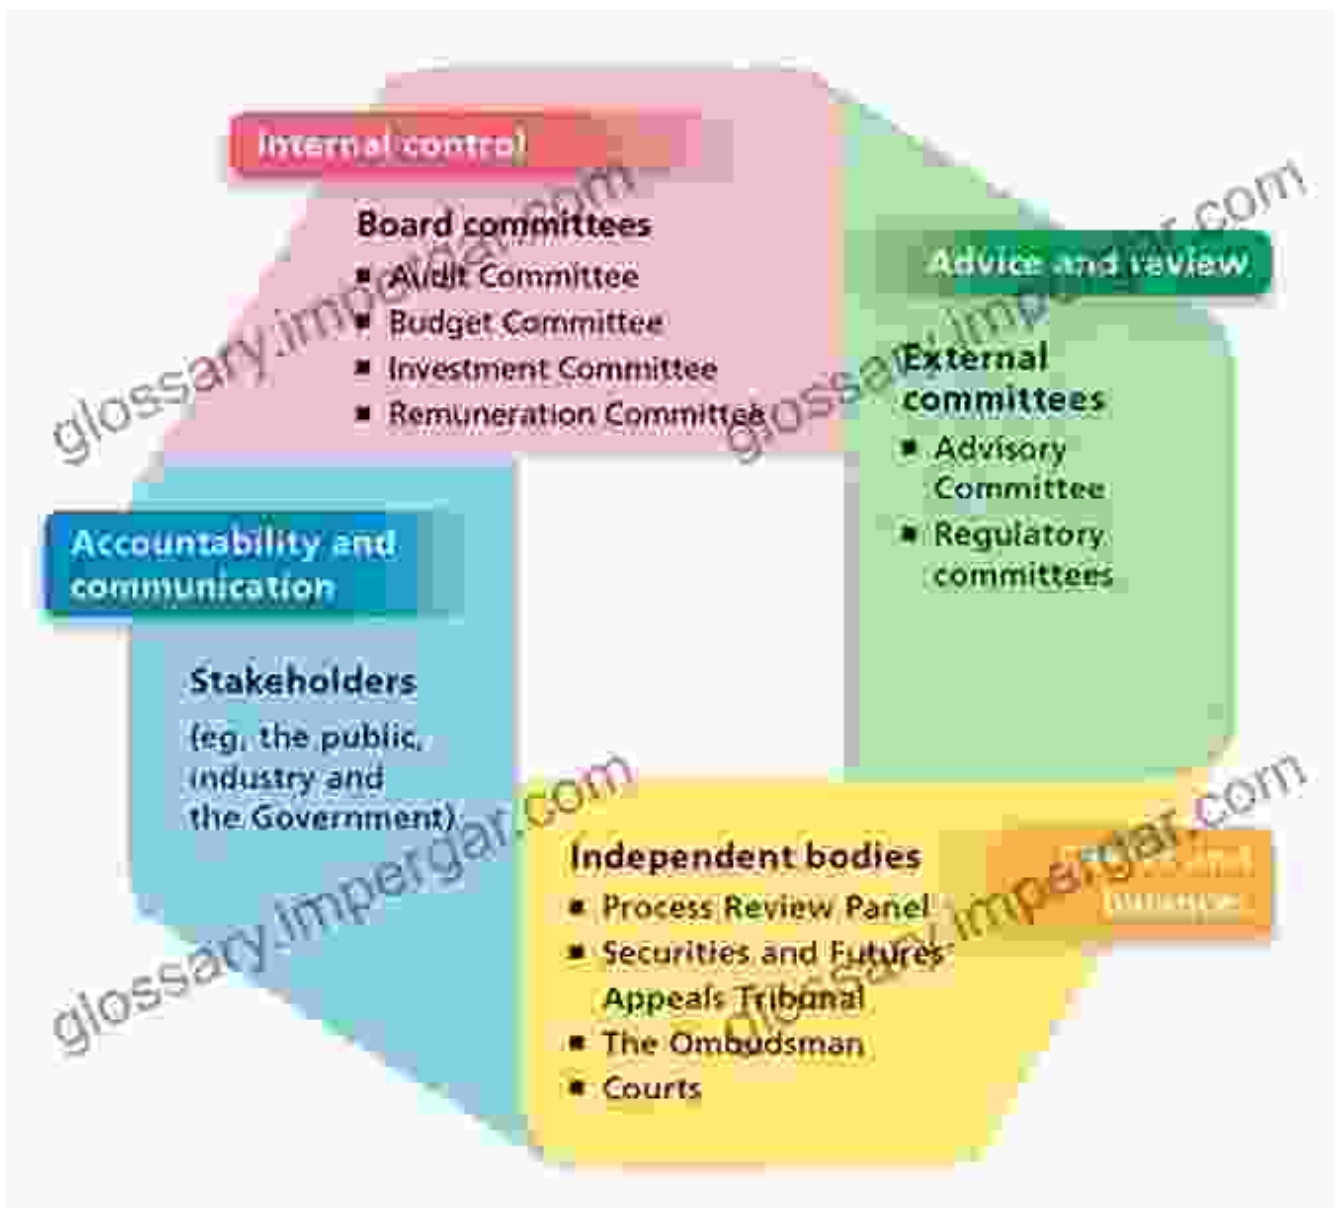 Internal control
Board committees
▪ Audit Committee
▪ Budget Committee
▪ Investment Committee
▪ Remuneration Committee
Advice and review
External
committees
▪ Advisory
Committee
▪ Regulatory
committees
Accountability and
communication
Stakeholders
(eg, the public,
industry and
the Government)
Independent bodies
▪ Process Review Panel
▪ Securities and Futures
Appeals Tribunal
▪ The Ombudsman
▪ Courts
and
glossary.impergar.com
glossary.impergar.com
glossary.impergar.com
glossary.impergar.com